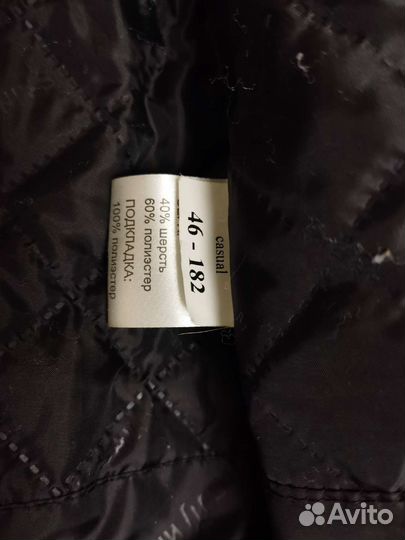 casual
46 - 182
40% шерсть
60% полиэстер
ПОДКЛАДКА:
100% полиэстер
Avito